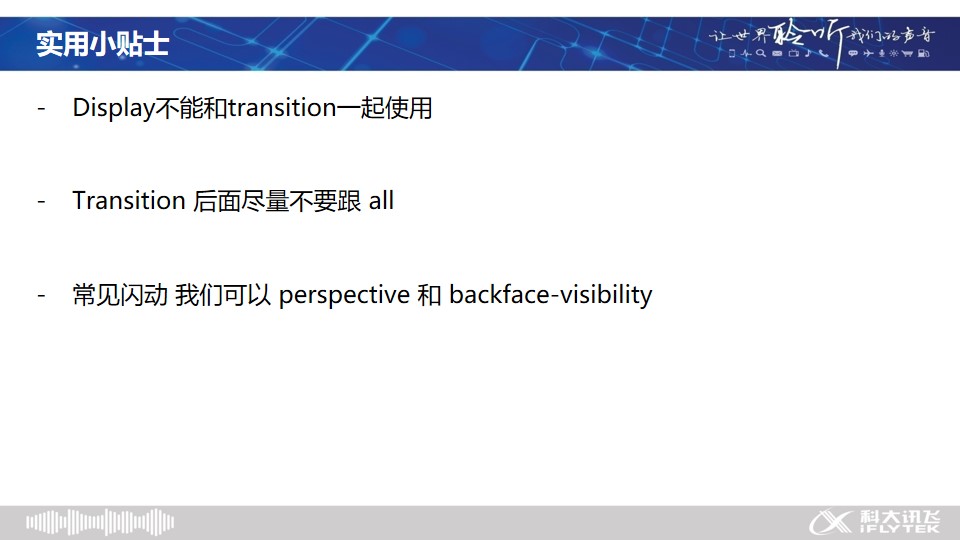 实用小贴士
让世界聆听我们的声音
- Display不能和transition一起使用
- Transition 后面尽量不要跟 all
- 常见闪动 我们可以 perspective 和 backface-visibility
科大讯飞
iFLYTEK